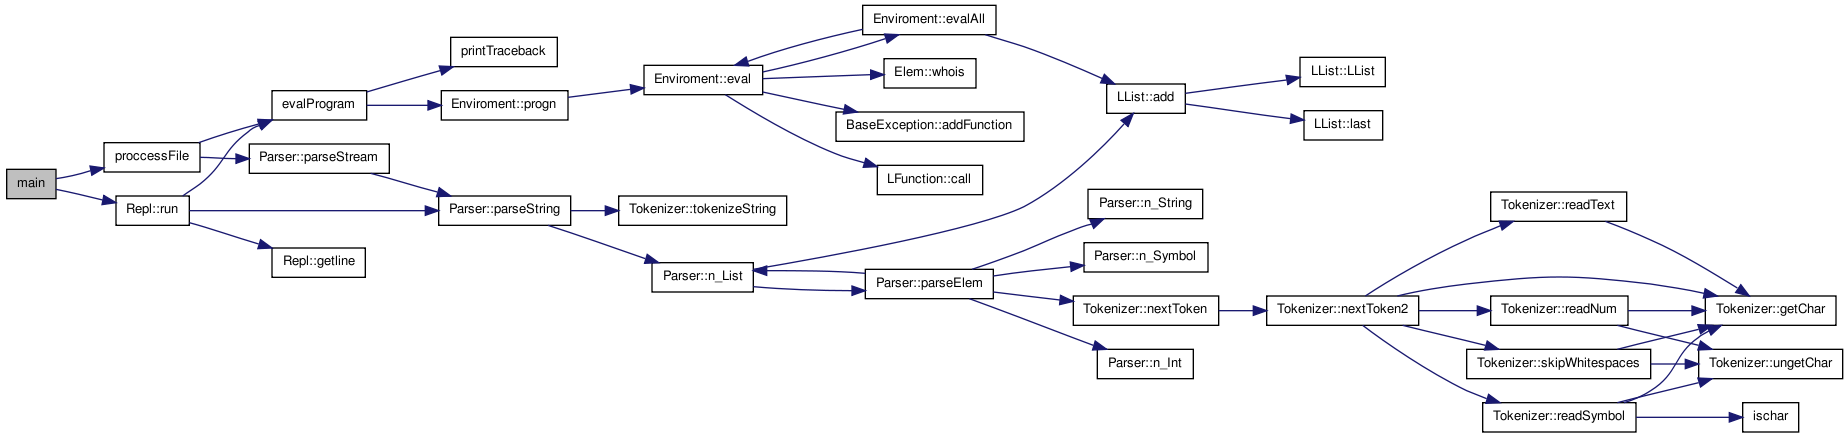 main
proccessFile
Repl::run
evalProgram
Parser::parseStream
Repl::getline
printTraceback
Enviroment::progn
Parser::parseString
Enviroment::eval
Tokenizer::tokenizeString
Parser::n_List
Enviroment::evalAll
Elem::whois
BaseException::addFunction
LFunction::call
Parser::parseElem
LList::add
Parser::n_String
Parser::n_Symbol
Tokenizer::nextToken
Parser::n_Int
LList::LList
LList::last
Tokenizer::nextToken2
Tokenizer::readText
Tokenizer::readNum
Tokenizer::skipWhitespaces
Tokenizer::readSymbol
Tokenizer::getChar
Tokenizer::ungetChar
ischar